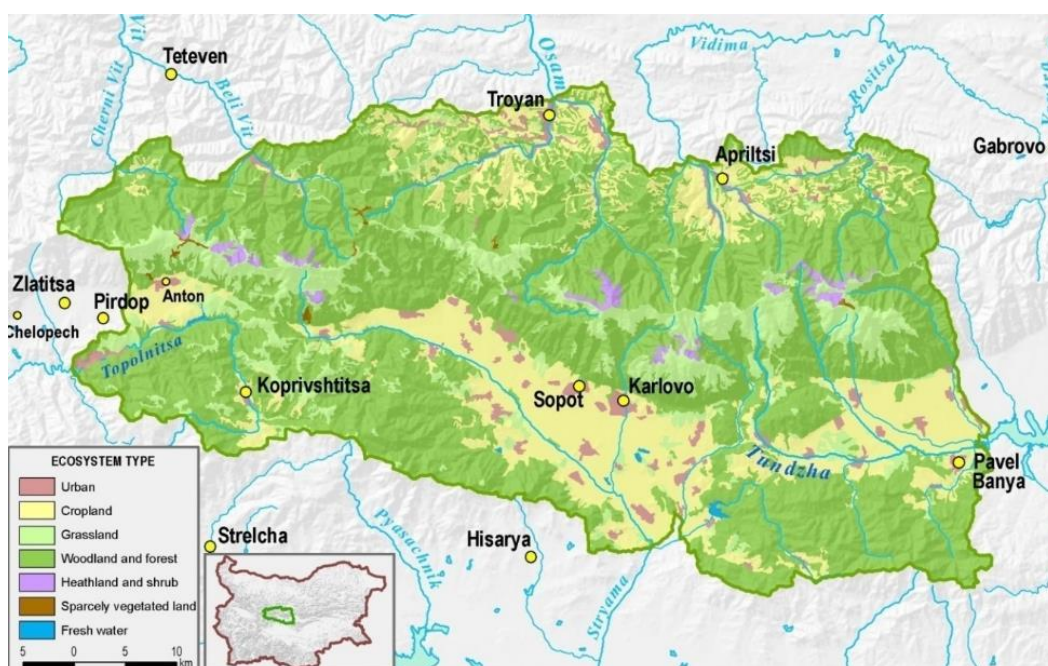 Vit
Teteven
Cherni Vit
Beli Vit
Osam
Troyan
Vidima
Rositsa
Gabrovo
Apriltsi
Zlatitsa
Pirdop
Chelopech
Anton
Topolnitsa
Koprivshtitsa
Sopot
Karlovo
Tundzha
Pavel
Banya
Strelcha
Pyasachnik
Hisarya
Stryama
ECOSYSTEM TYPE
Urban
Cropland
Grassland
Woodland and forest
Heathland and shrub
Sparcely vegetated land
Fresh water
5 0 5 10
km